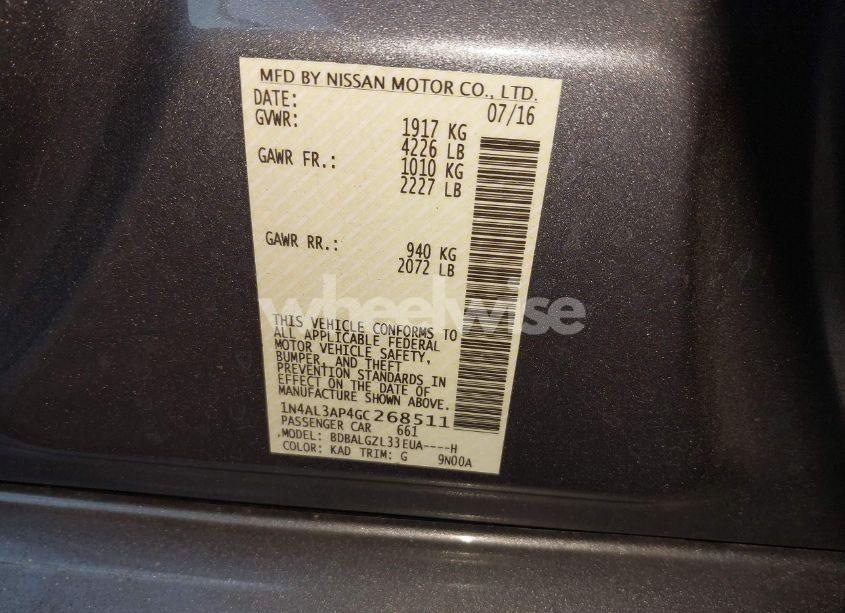 MFD BY NISSAN MOTOR CO., LTD.
DATE: 07/16
GVWR: 1917 KG
4226 LB
GAWR FR.: 1010 KG
2227 LB
GAWR RR.: 940 KG
2072 LB
wheelwise
THIS VEHICLE CONFORMS TO
ALL APPLICABLE FEDERAL
MOTOR VEHICLE SAFETY,
BUMPER, AND THEFT
PREVENTION STANDARDS IN
EFFECT ON THE DATE OF
MANUFACTURE SHOWN ABOVE.
1N4AL3AP4GC268511
PASSENGER CAR 661
MODEL: BDBALGZL33EUA----H
COLOR: KAD TRIM: G 9N00A